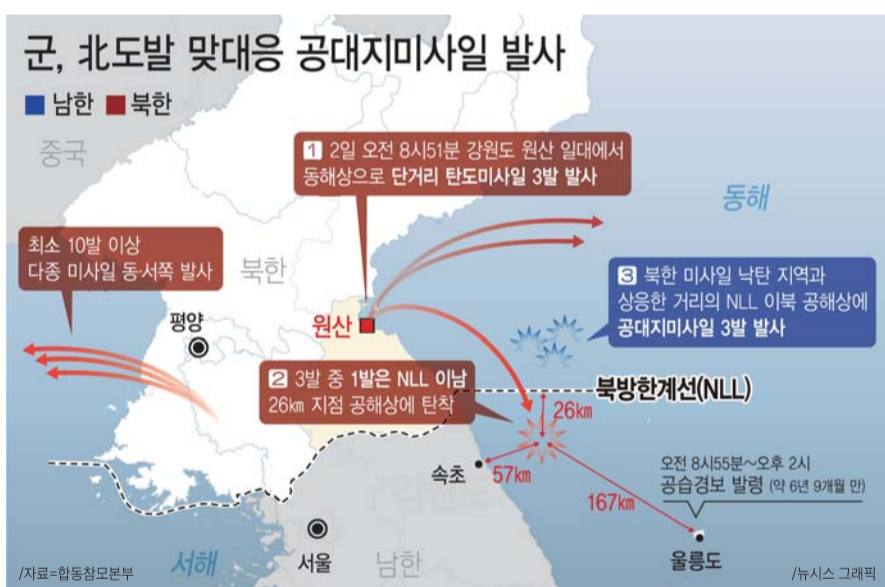 군, 北도발 맞대응 공대지미사일 발사
남한 북한
중국
1 2일 오전 8시51분 강원도 원산 일대에서
동해상으로 단거리 탄도미사일 3발 발사
동해
최소 10발 이상
다종 미사일 동·서쪽 발사
북한
3 북한 미사일 낙탄 지역과
상응한 거리의 NLL 이북 공해상에
공대지미사일 3발 발사
평양
원산
2 3발 중 1발은 NLL 이남
26㎞ 지점 공해상에 탄착
북방한계선(NLL)
26㎞
속초
57㎞
강원도
167㎞
오전 8시55분~오후 2시
공습경보 발령 (약 6년 9개월 만)
울릉도
서울
서해
남한
/자료=합동참모본부
/뉴시스 그래픽